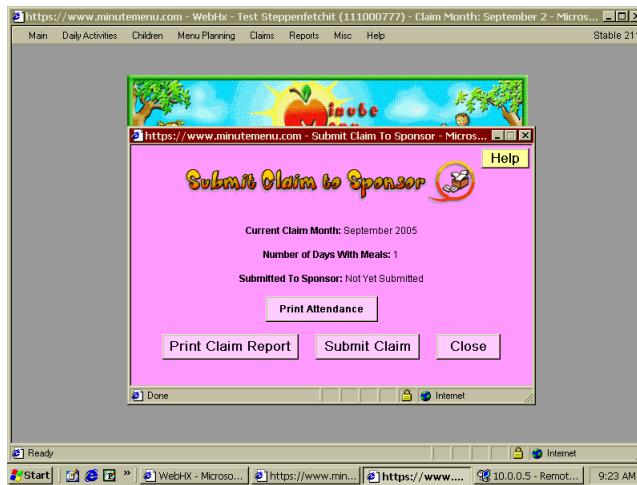 https://www.minutemenu.com - WebHx - Test Steppenfetchit (111000777) - Claim Month: September 2 - Micros...
Main Daily Activities Children Menu Planning Claims Reports Misc Help Stable 21
inute
https://www.minutemenu.com - Submit Claim To Sponsor - Micros...
Help
Submit Claim to Sponsor
Current Claim Month: September 2005
Number of Days With Meals: 1
Submitted To Sponsor: Not Yet Submitted
Print Attendance
Print Claim Report Submit Claim Close
Done Internet
Ready Internet
Start » WebHX - Microso... https://www.min... https://www.... 10.0.0.5 - Remot... 9:23 AM